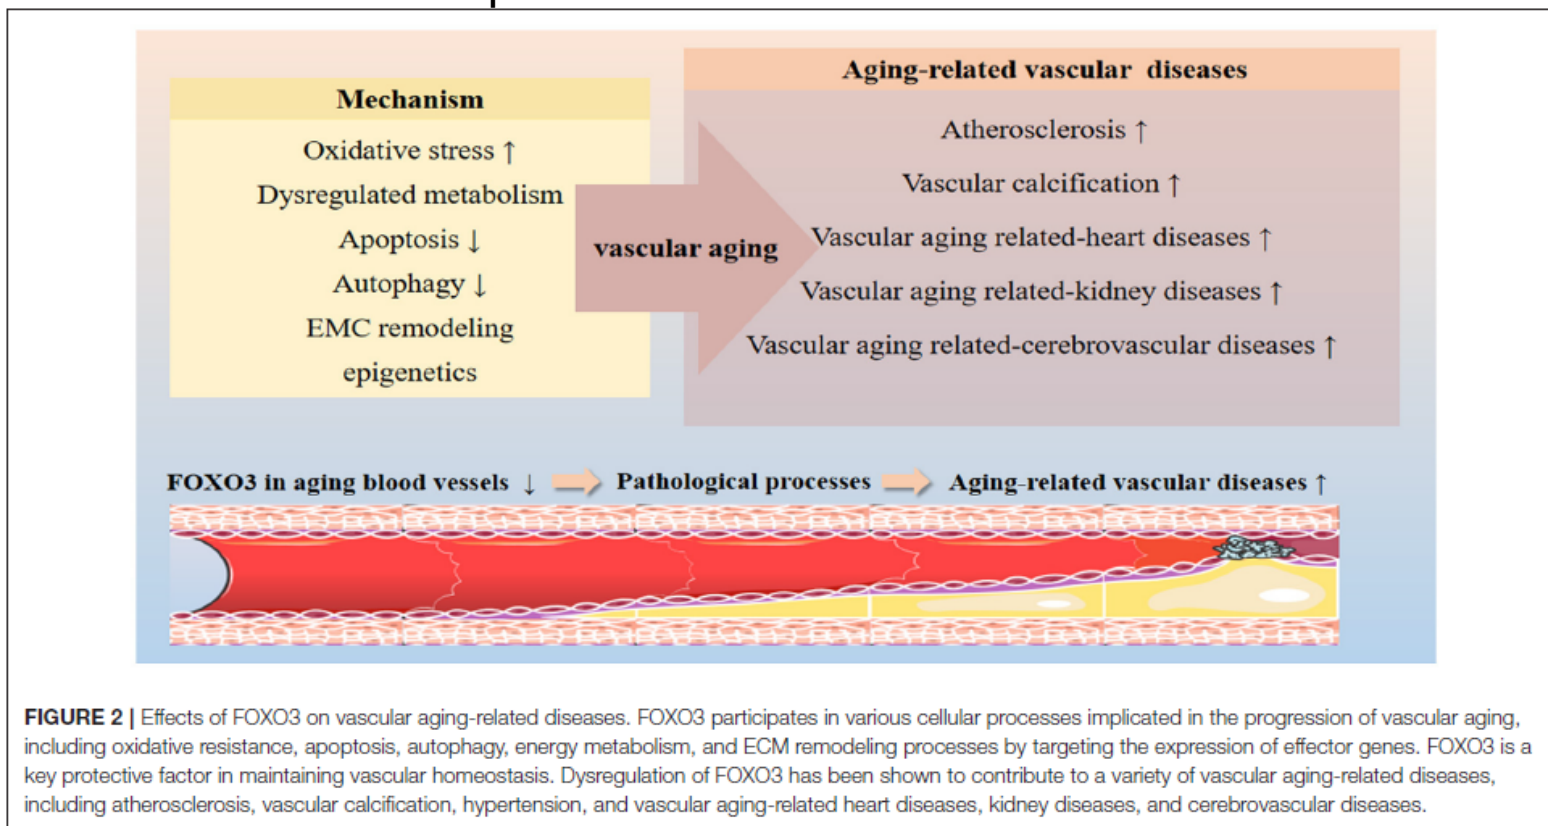 Mechanism
Oxidative stress ↑
Dysregulated metabolism
Apoptosis ↓
Autophagy ↓
EMC remodeling
epigenetics
vascular aging
Aging-related vascular diseases
Atherosclerosis ↑
Vascular calcification ↑
Vascular aging related-heart diseases ↑
Vascular aging related-kidney diseases ↑
Vascular aging related-cerebrovascular diseases ↑
FOXO3 in aging blood vessels ↓ Pathological processes Aging-related vascular diseases ↑
FIGURE 2 | Effects of FOXO3 on vascular aging-related diseases. FOXO3 participates in various cellular processes implicated in the progression of vascular aging,
including oxidative resistance, apoptosis, autophagy, energy metabolism, and ECM remodeling processes by targeting the expression of effector genes. FOXO3 is a
key protective factor in maintaining vascular homeostasis. Dysregulation of FOXO3 has been shown to contribute to a variety of vascular aging-related diseases,
including atherosclerosis, vascular calcification, hypertension, and vascular aging-related heart diseases, kidney diseases, and cerebrovascular diseases.